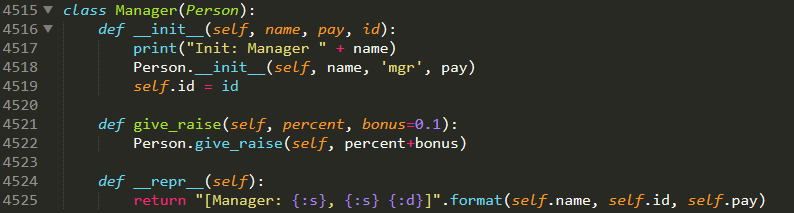 4515 class Manager(Person):
4516 def __init__(self, name, pay, id):
4517 print("Init: Manager " + name)
4518 Person.__init__(self, name, 'mgr', pay)
4519 self.id = id
4520
4521 def give_raise(self, percent, bonus=0.1):
4522 Person.give_raise(self, percent+bonus)
4523
4524 def __repr__(self):
4525 return "[Manager: {:s}, {:s} {:d}]".format(self.name, self.id, self.pay)